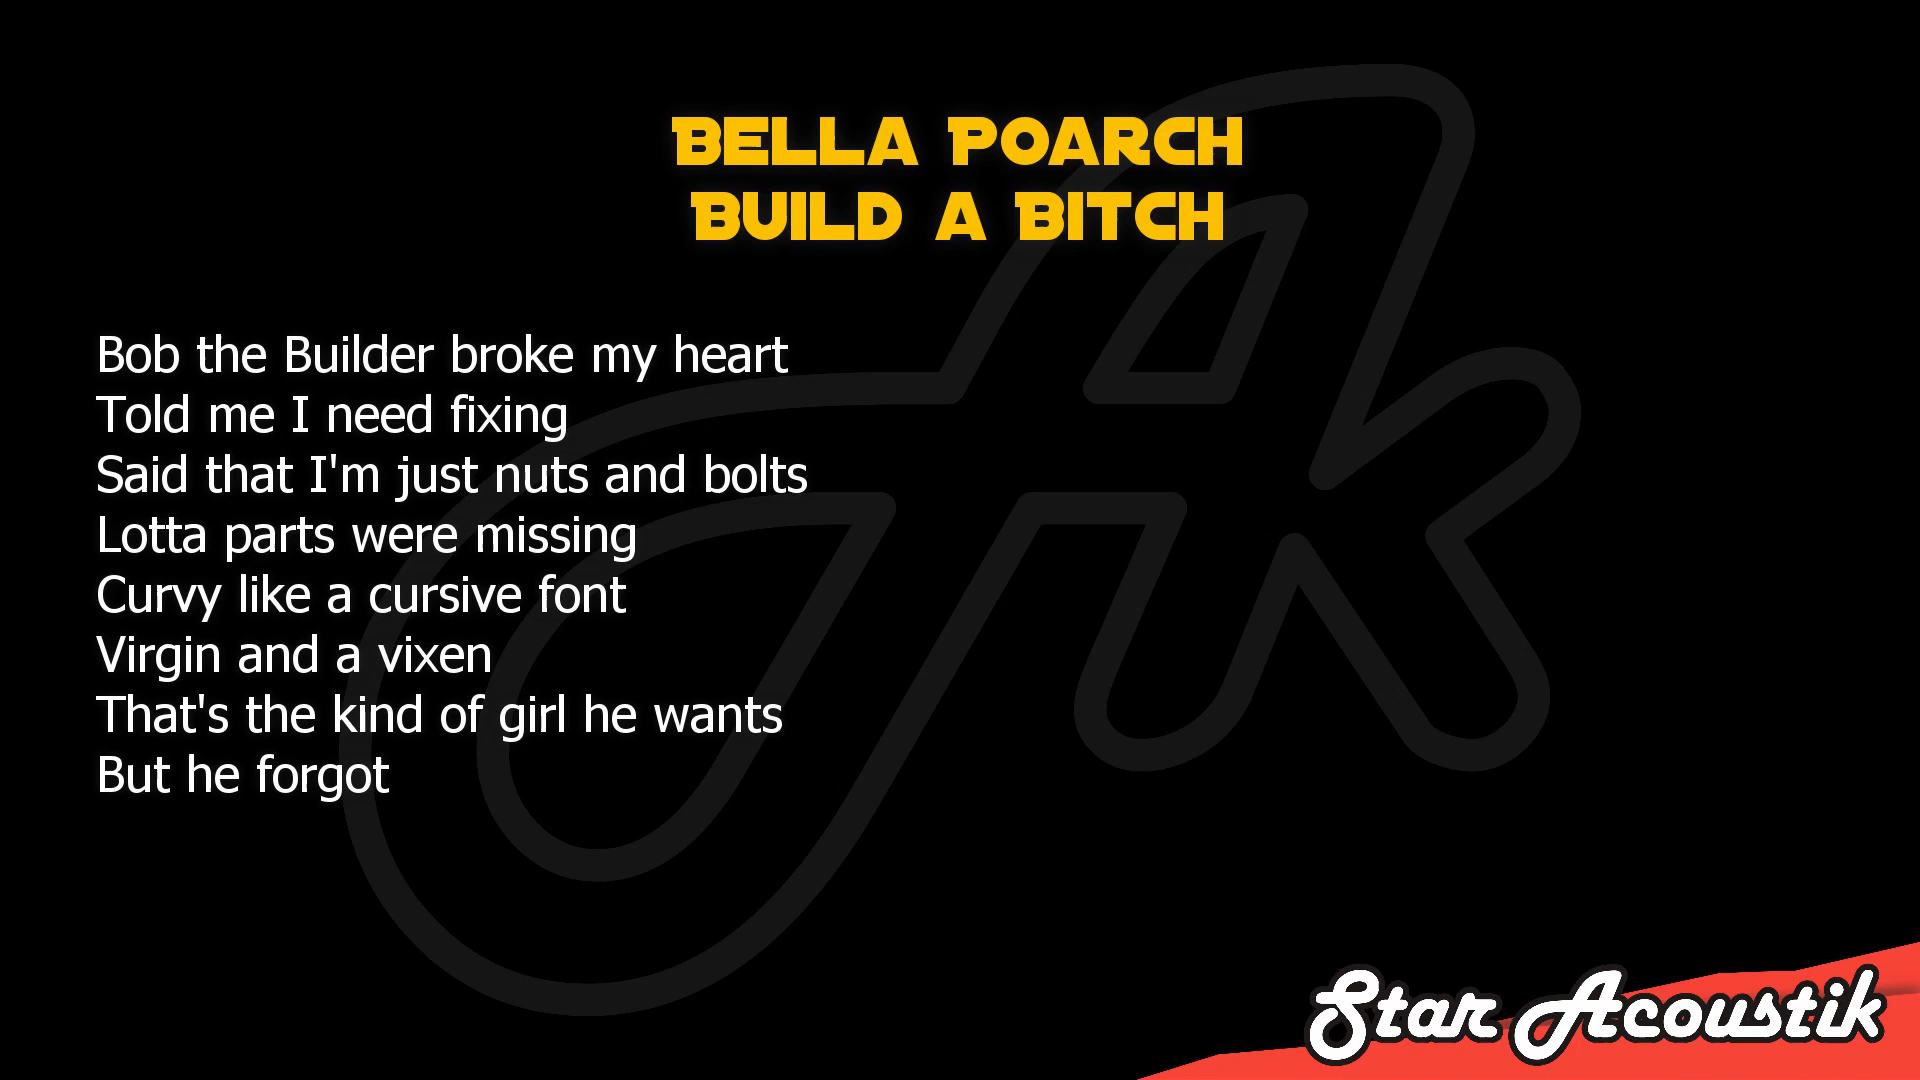 BELLA POARCH
BUILD A BITCH
Bob the Builder broke my heart
Told me I need fixing
Said that I'm just nuts and bolts
Lotta parts were missing
Curvy like a cursive font
Virgin and a vixen
That's the kind of girl he wants
But he forgot
Star Acoustik